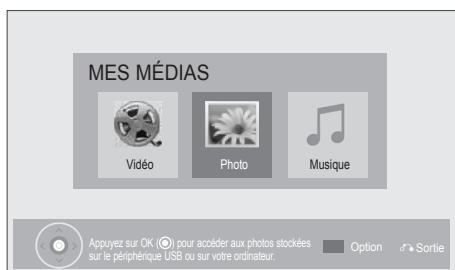 MES MÉDIAS
Vidéo
Photo
Musique
Appuyez sur OK (◉) pour accéder aux photos stockées
sur le périphérique USB ou sur votre ordinateur.
Option
Sortie